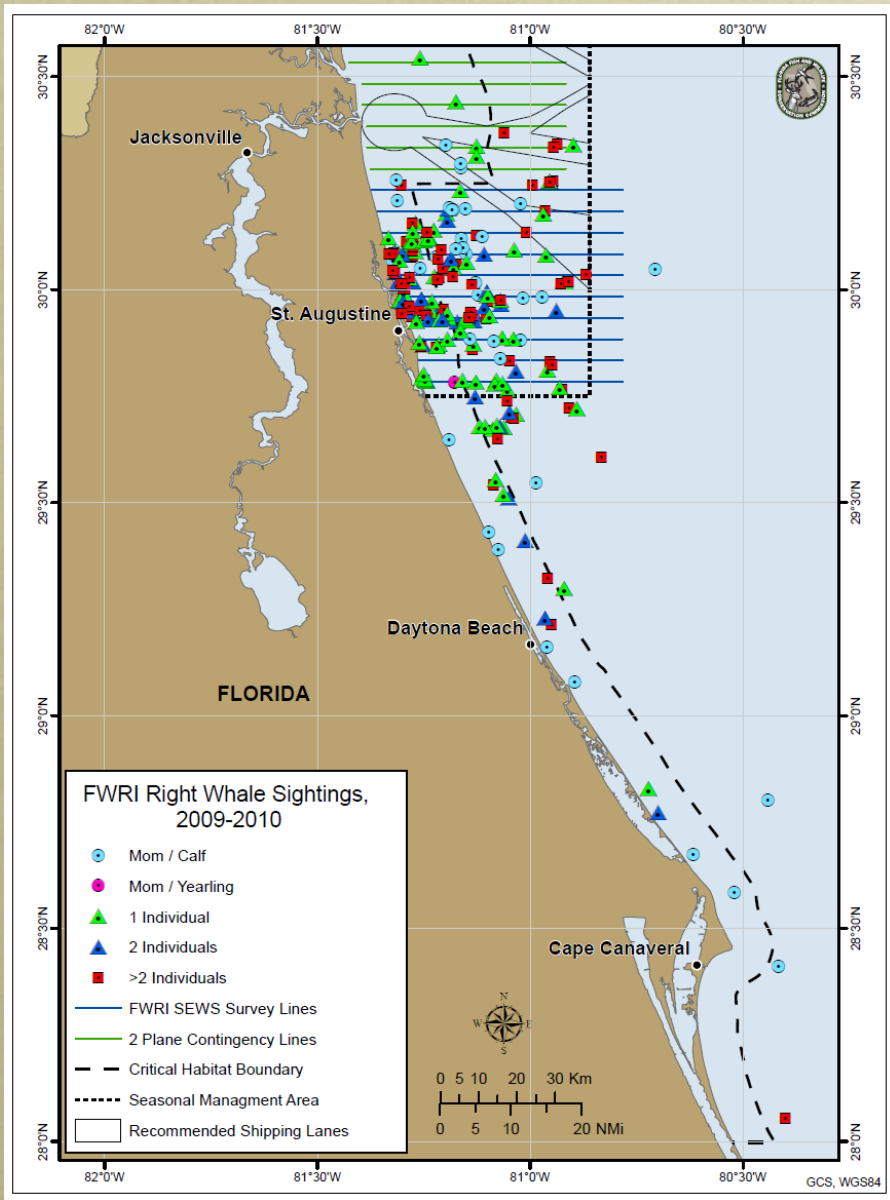 82°0'W 81°30'W 81°0'W 80°30'W
30°30'N 30°30'N
Jacksonville
30°0'N 30°0'N
St. Augustine
29°30'N 29°30'N
Daytona Beach
FLORIDA
29°0'N 29°0'N
FWRI Right Whale Sightings,
2009-2010
Mom / Calf
Mom / Yearling
1 Individual
2 Individuals
>2 Individuals
FWRI SEWS Survey Lines
2 Plane Contingency Lines
Critical Habitat Boundary
Seasonal Managment Area
Recommended Shipping Lanes
28°30'N 28°30'N
Cape Canaveral
N
W E
S
0 5 10 20 30 Km
0 5 10 20 NMi
28°0'N 28°0'N
82°0'W 81°30'W 81°0'W 80°30'W
GCS, WGS84